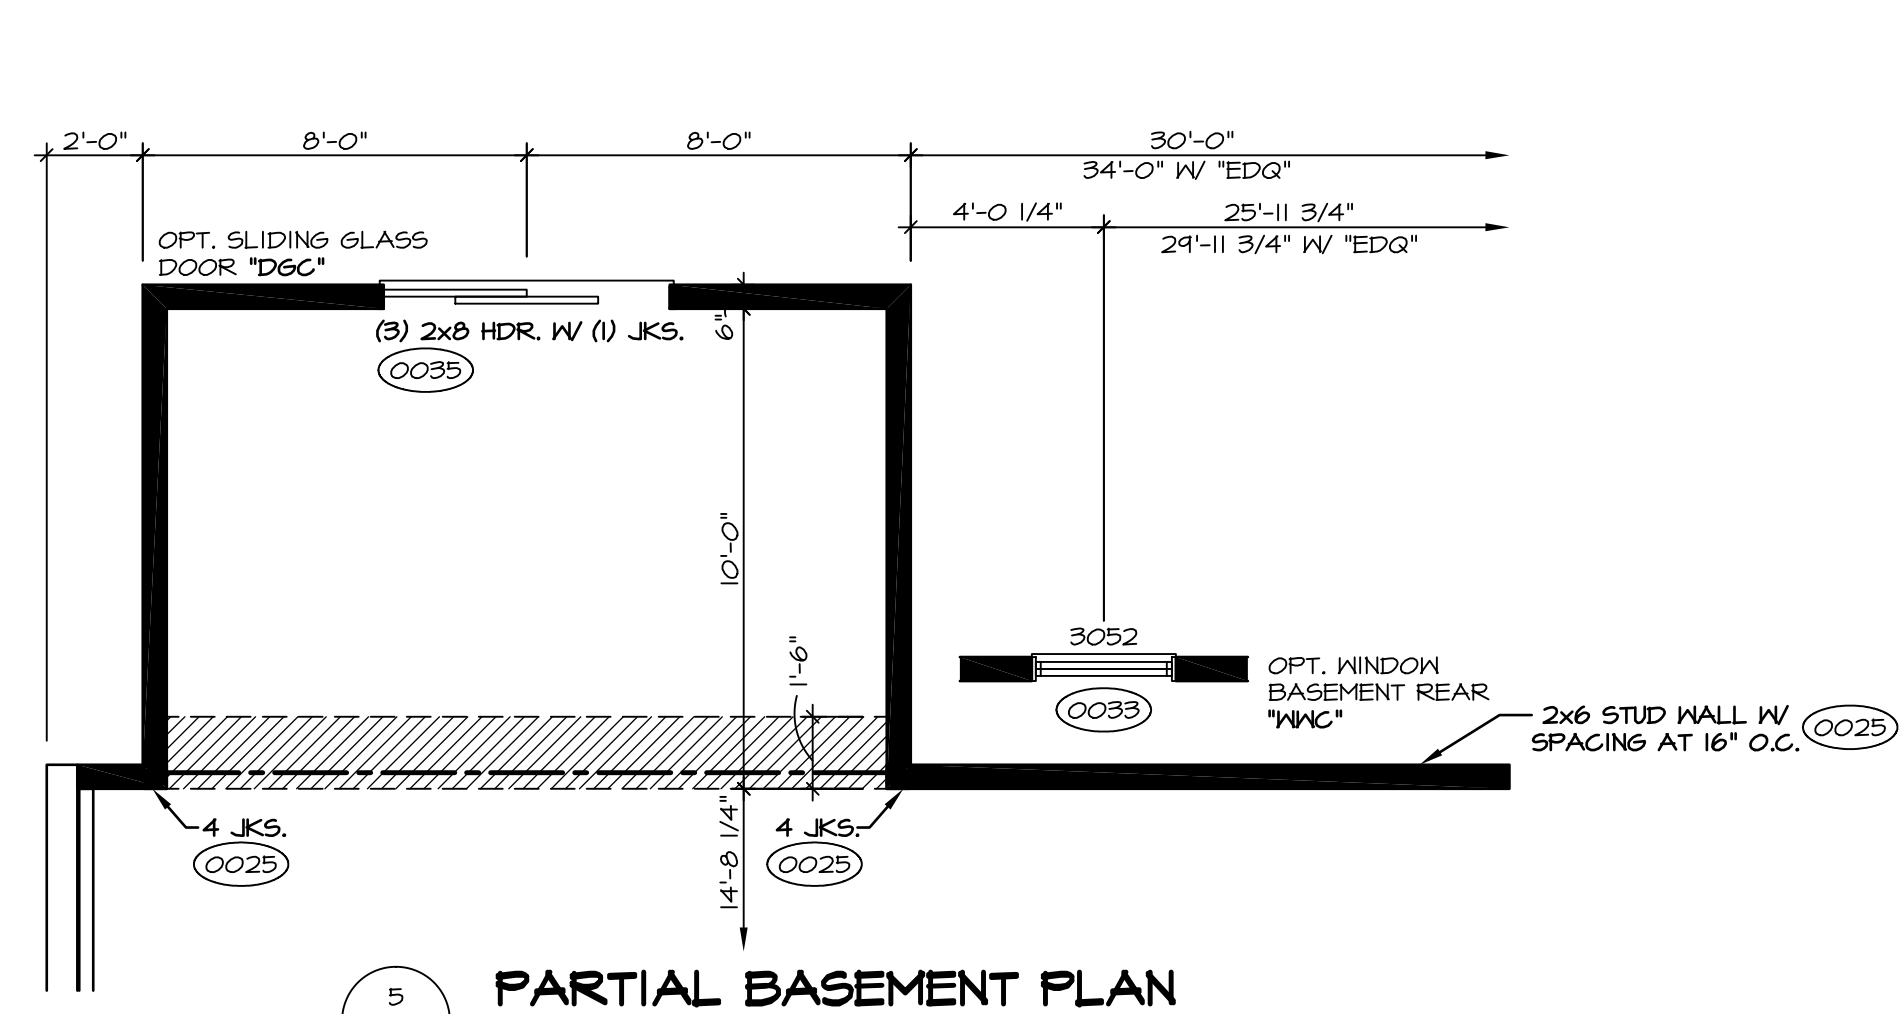 2'-0"
8'-0"
8'-0"
30'-0"
34'-0" W/ "EDQ"
4'-0 1/4"
25'-11 3/4"
29'-11 3/4" W/ "EDQ"
OPT. SLIDING GLASS
DOOR "DGC"
(3) 2x8 HDR. W/ (1) JKS.
6"
0035
10'-0"
1'-6"
3052
0033
OPT. WINDOW
BASEMENT REAR
"WWC"
2x6 STUD WALL W/
SPACING AT 16" O.C.
0025
4 JKS.
0025
4 JKS.
0025
14'-8 1/4"
5
PARTIAL BASEMENT PLAN